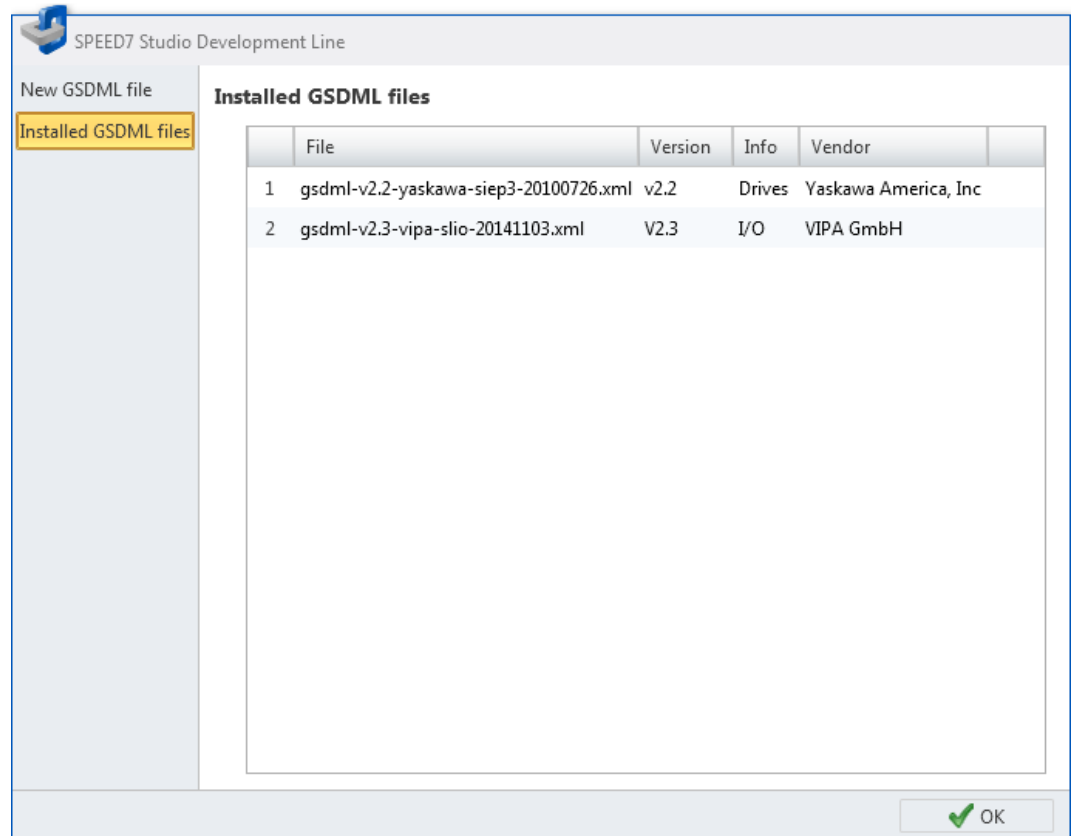 SPEED7 Studio Development Line
New GSDML file
Installed GSDML files
Installed GSDML files
File Version Info Vendor
1 gsdml-v2.2-yaskawa-siep3-20100726.xml v2.2 Drives Yaskawa America, Inc
2 gsdml-v2.3-vipa-slio-20141103.xml V2.3 I/O VIPA GmbH
OK